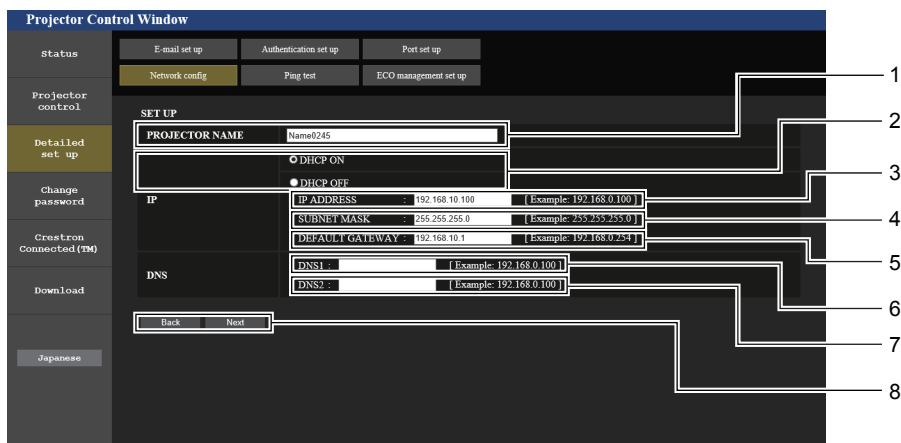 Projector Control Window
Status
E-mail set up
Authentication set up
Port set up
Network config
Ping test
ECO management set up
Projector
control
Detailed
set up
Change
password
Crestron
Connected(TM)
Download
Japanese
SET UP
PROJECTOR NAME Name0245
DHCP ON
DHCP OFF
IP
IP ADDRESS : 192.168.10.100 [ Example: 192.168.0.100 ]
SUBNET MASK : 255.255.255.0 [ Example: 255.255.255.0 ]
DEFAULT GATEWAY : 192.168.10.1 [ Example: 192.168.0.254 ]
DNS
DNS1 : [ Example: 192.168.0.100 ]
DNS2 : [ Example: 192.168.0.100 ]
Back Next
1
2
3
4
5
6
7
8